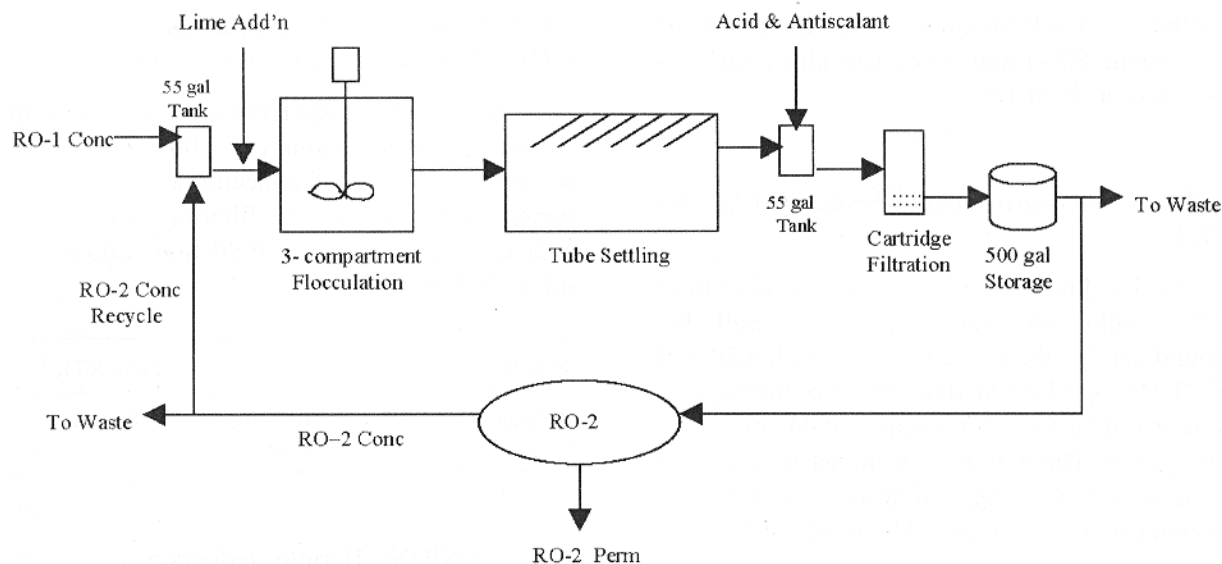 Lime Add'n
Acid & Antiscalant
55 gal
Tank
RO-1 Conc
55 gal
Tank
To Waste
3- compartment
Flocculation
Tube Settling
Cartridge
Filtration
500 gal
Storage
RO-2 Conc
Recycle
To Waste
RO–2 Conc
RO-2
RO-2 Perm